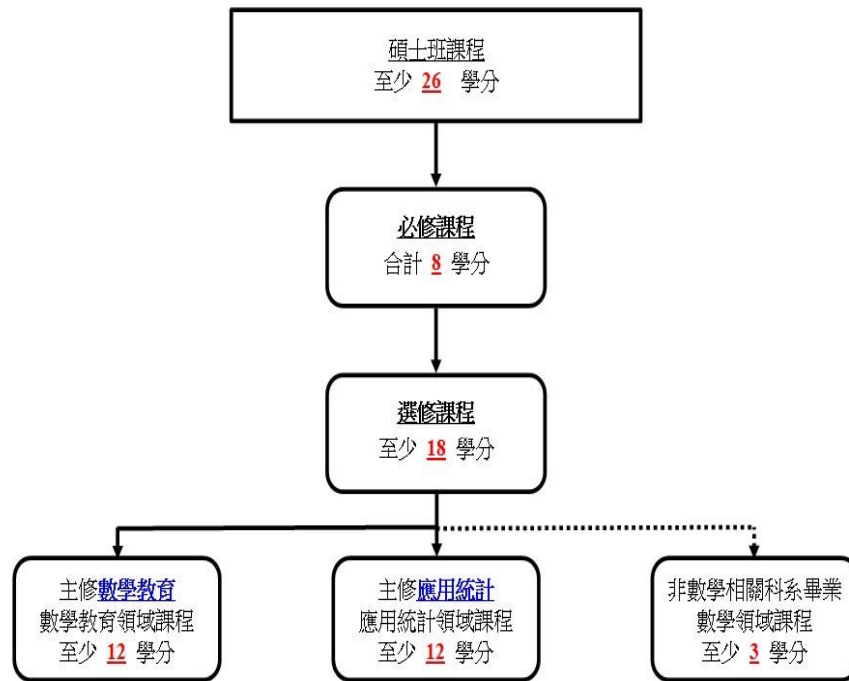 碩士班課程
至少 26 學分
必修課程
合計 8 學分
選修課程
至少 18 學分
主修數學教育
數學教育領域課程
至少 12 學分
主修應用統計
應用統計領域課程
至少 12 學分
非數學相關科系畢業
數學領域課程
至少 3 學分